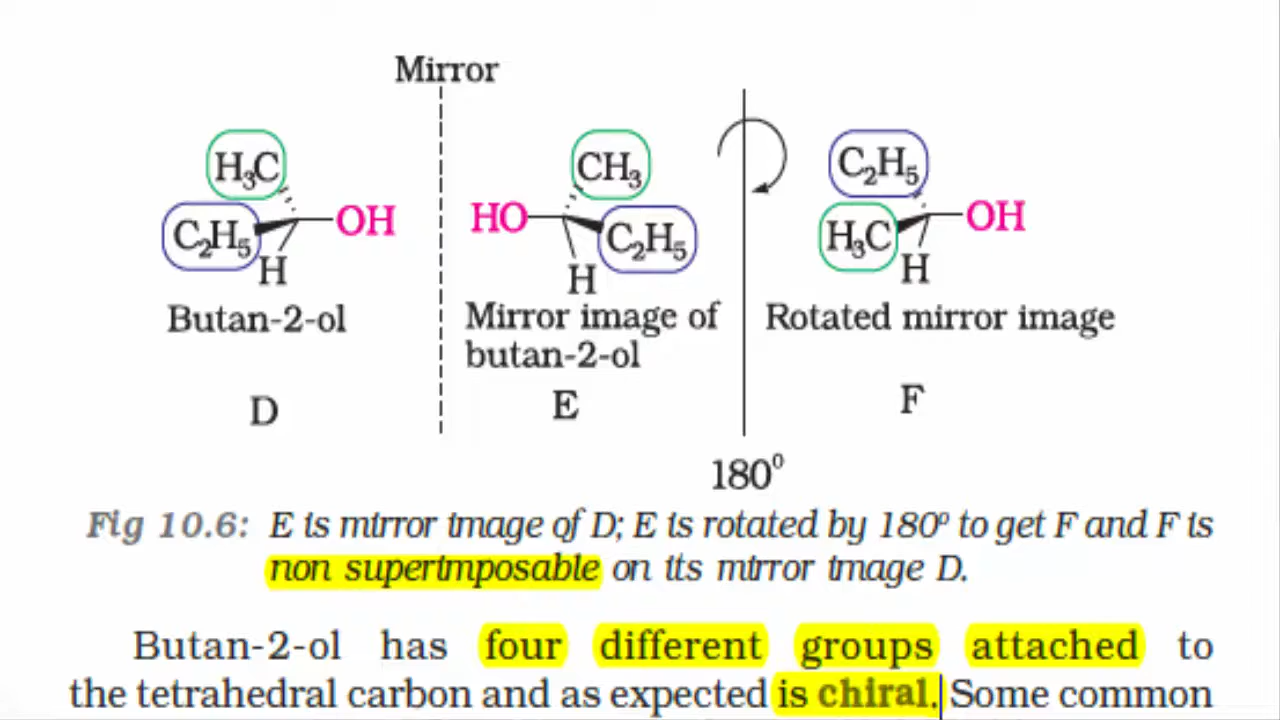 Mirror
H₃C CH₃ C₂H₅
C₂H₅ OH HO C₂H₅ H₃C OH
H H H
Butan-2-ol Mirror image of Rotated mirror image
butan-2-ol
D E F
180⁰
Fig 10.6: E is mirror image of D; E is rotated by 180º to get F and F is
non superimposable on its mirror image D.
Butan-2-ol has four different groups attached to
the tetrahedral carbon and as expected is chiral. Some common